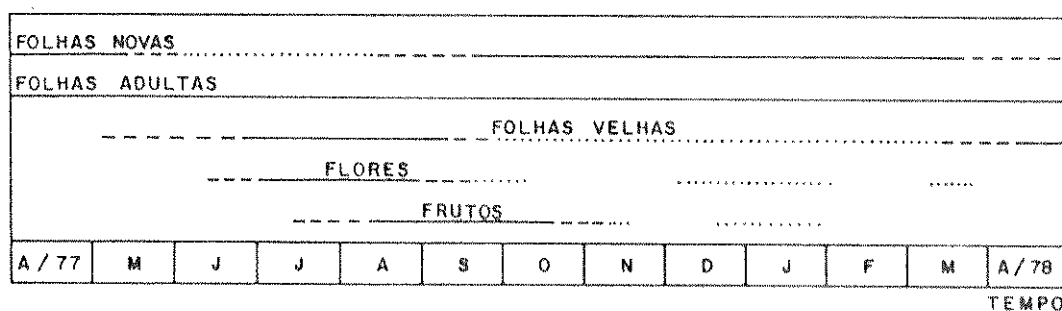 FOLHAS NOVAS
FOLHAS ADULTAS
FOLHAS VELHAS
FLORES
FRUTOS
A / 77 M J J A S O N D J F M A / 78
TEMPO